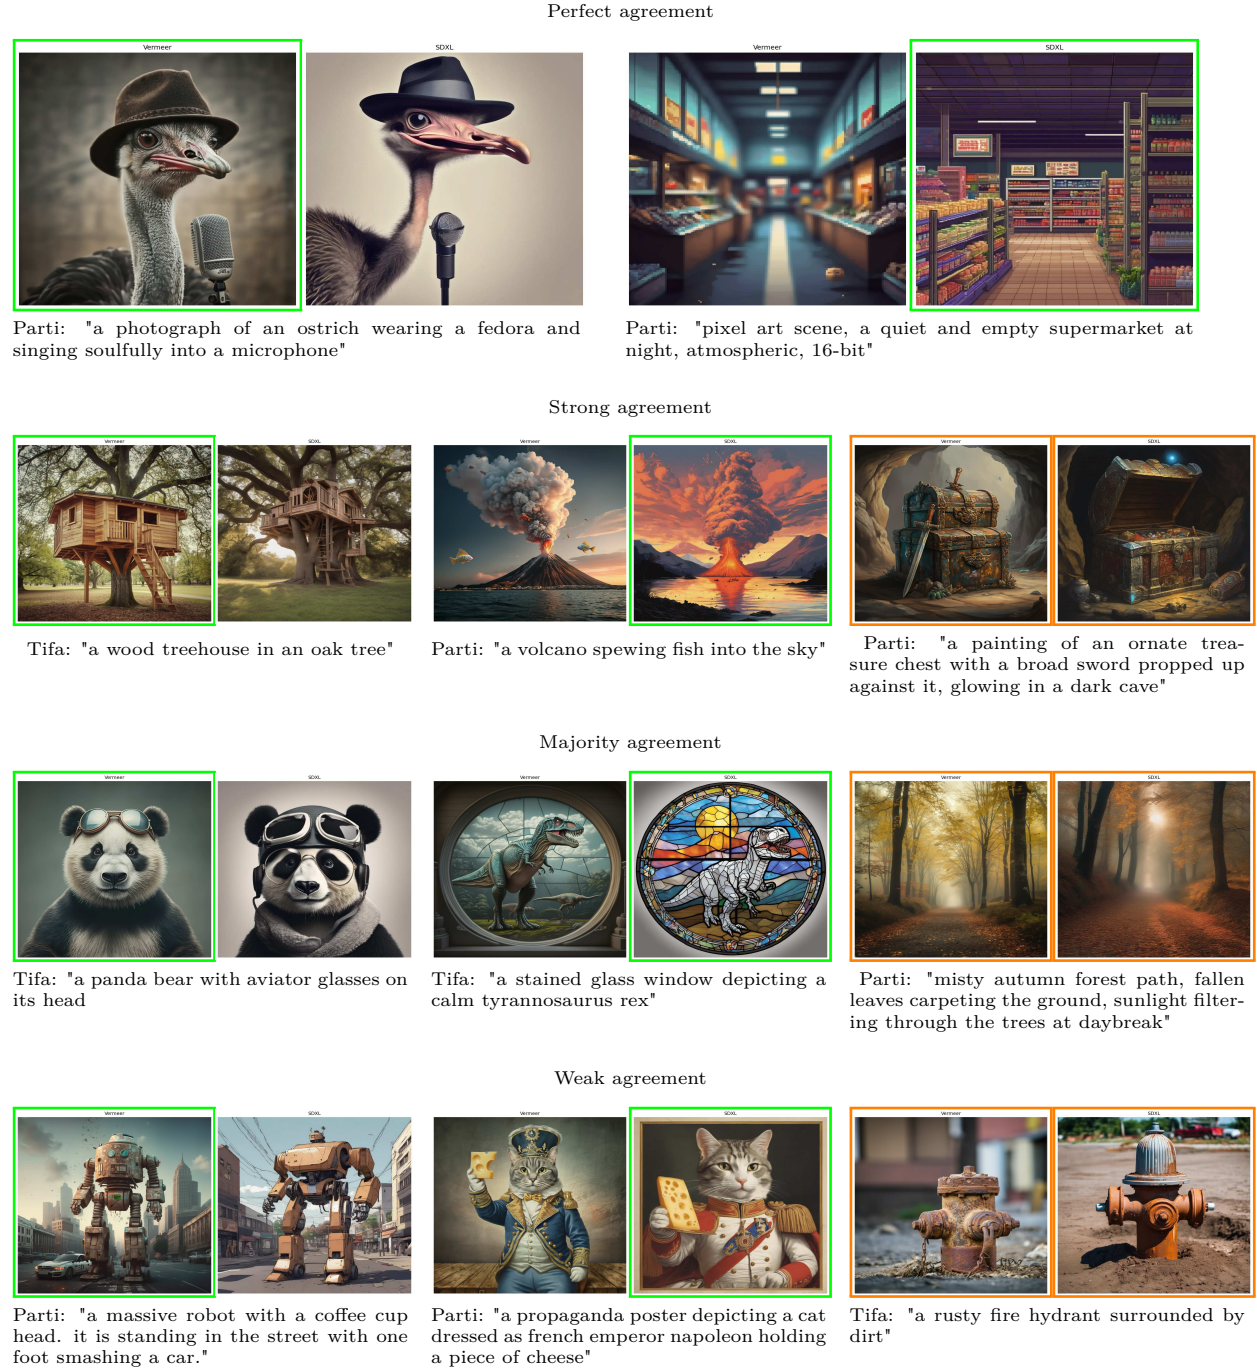 Perfect agreement
Vermeer
SDXL
Vermeer
SDXL
Parti: "a photograph of an ostrich wearing a fedora and
singing soulfully into a microphone"
Parti: "pixel art scene, a quiet and empty supermarket at
night, atmospheric, 16-bit"
Strong agreement
Vermeer
SDXL
Vermeer
SDXL
Vermeer
SDXL
Tifa: "a wood treehouse in an oak tree"
Parti: "a volcano spewing fish into the sky"
Parti: "a painting of an ornate trea-
sure chest with a broad sword propped up
against it, glowing in a dark cave"
Majority agreement
Vermeer
SDXL
Vermeer
SDXL
Vermeer
SDXL
Tifa: "a panda bear with aviator glasses on
its head
Tifa: "a stained glass window depicting a
calm tyrannosaurus rex"
Parti: "misty autumn forest path, fallen
leaves carpeting the ground, sunlight filter-
ing through the trees at daybreak"
Weak agreement
Vermeer
SDXL
Vermeer
SDXL
Vermeer
SDXL
Parti: "a massive robot with a coffee cup
head. it is standing in the street with one
foot smashing a car."
Parti: "a propaganda poster depicting a cat
dressed as french emperor napoleon holding
a piece of cheese"
Tifa: "a rusty fire hydrant surrounded by
dirt"